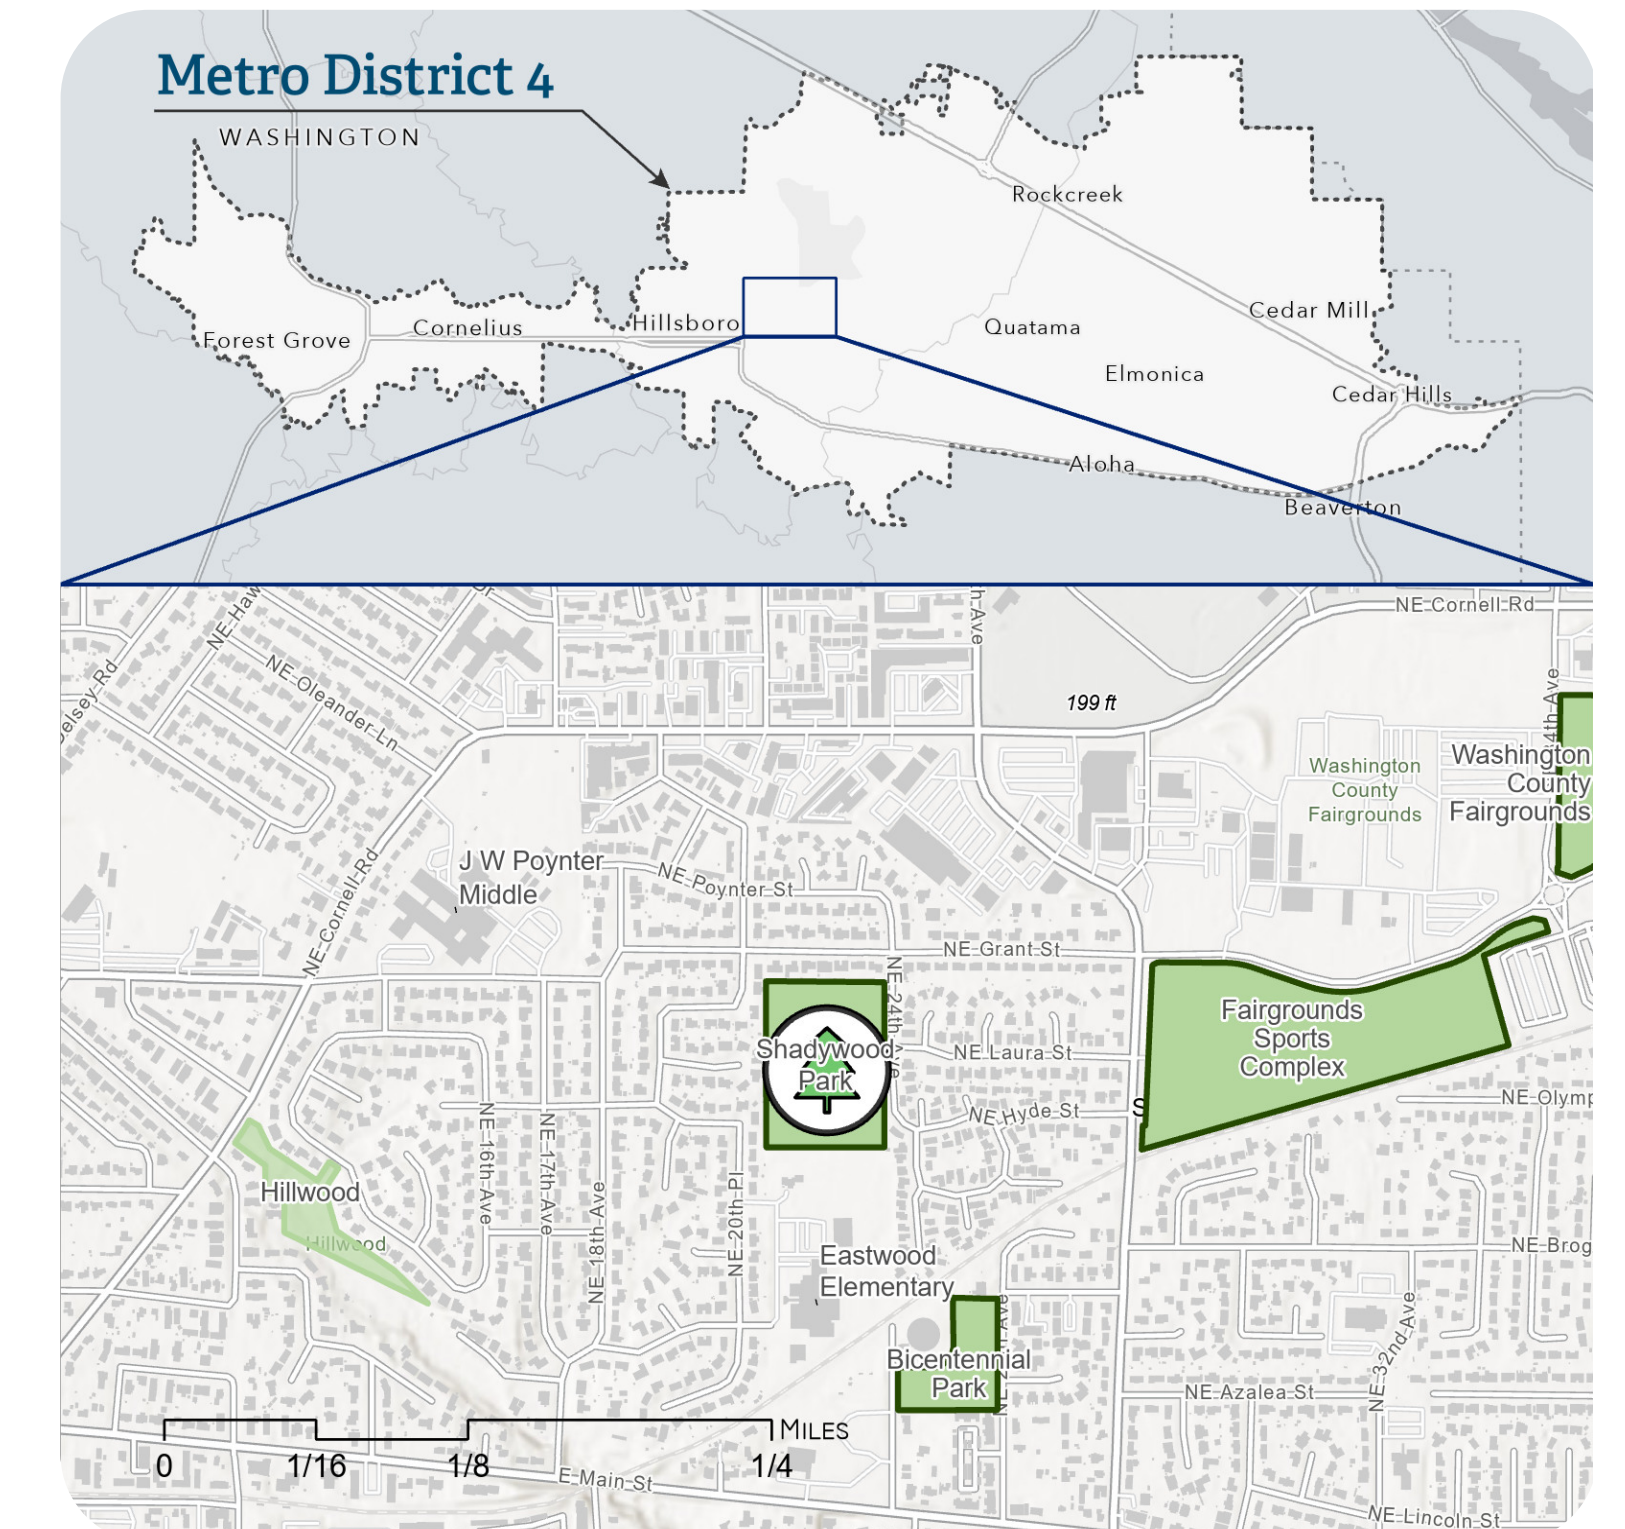 Metro District 4
WASHINGTON
Rockcreek
Cedar Mill
Hillsboro
Quatama
Cornelius
Forest Grove
Elmonica
Cedar Hills
Aloha
Beaverton
NE Cornell Rd
NE Oleander Ln
199 ft
Washington
County
Fairgrounds
Washington
County
Fairgrounds
J W Poynter
Middle
NE Poynter St
NE Cornell Rd
NE Grant St
NE 24th Ave
Fairgrounds
Sports
Complex
Shadywood
Park
NE Laura St
NE Hyde St
NE 16th Ave
NE 17th Ave
NE 18th Ave
NE 20th Pl
Hillwood
Hillwood
Eastwood
Elementary
Bicentennial
Park
NE 32nd Ave
NE Azalea St
MILES
0 1/16 1/8 1/4
E Main St
NE Lincoln St